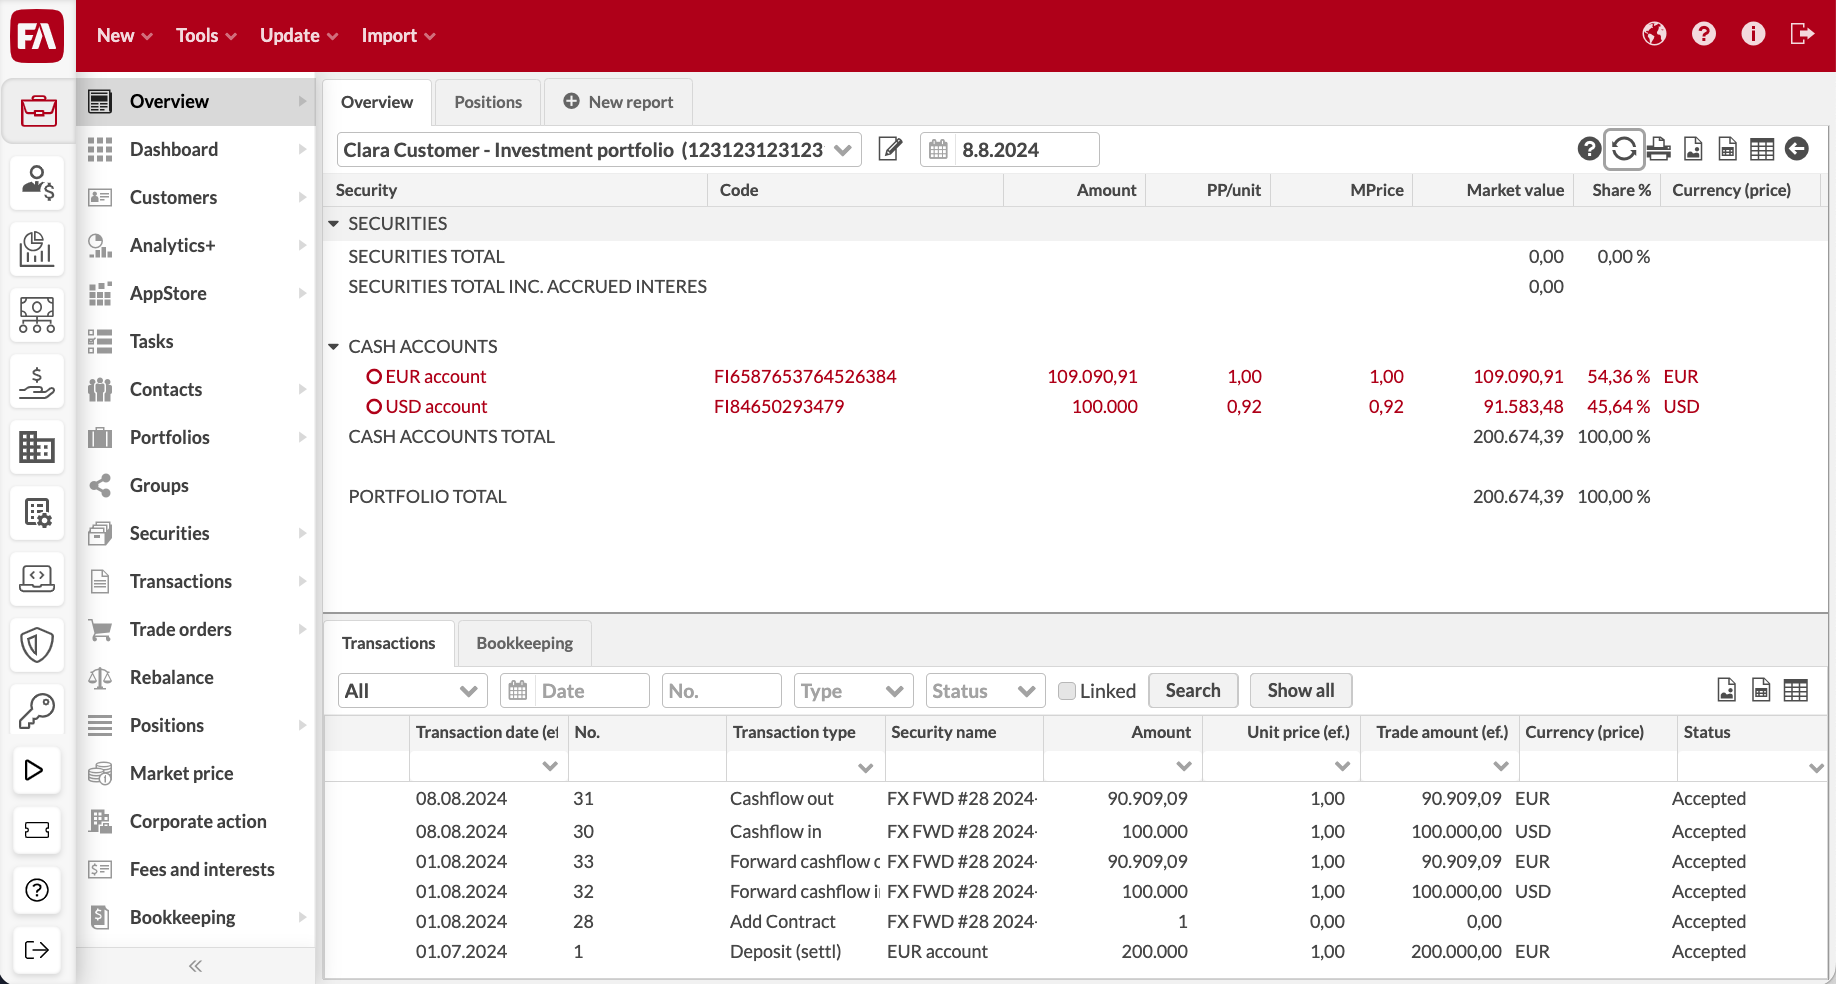 FA
New
Tools
Update
Import
Overview
Dashboard
Customers
Analytics+
AppStore
Tasks
Contacts
Portfolios
Groups
Securities
Transactions
Trade orders
Rebalance
Positions
Market price
Corporate action
Fees and interests
Bookkeeping
Overview Positions New report
Clara Customer - Investment portfolio (123123123123 8.8.2024
Security Code Amount PP/unit MPrice Market value Share % Currency (price)
SECURITIES
SECURITIES TOTAL 0,00 0,00 %
SECURITIES TOTAL INC. ACCRUED INTERES 0,00
CASH ACCOUNTS
EUR account FI6587653764526384 109.090,91 1,00 1,00 109.090,91 54,36 % EUR
USD account FI84650293479 100.000 0,92 0,92 91.583,48 45,64 % USD
CASH ACCOUNTS TOTAL 200.674,39 100,00 %
PORTFOLIO TOTAL 200.674,39 100,00 %
Transactions Bookkeeping
All Date No. Type Status Linked Search Show all
Transaction date (ef No. Transaction type Security name Amount Unit price (ef.) Trade amount (ef.) Currency (price) Status
08.08.2024 31 Cashflow out FX FWD #28 2024- 90.909,09 1,00 90.909,09 EUR Accepted
08.08.2024 30 Cashflow in FX FWD #28 2024- 100.000 1,00 100.000,00 USD Accepted
01.08.2024 33 Forward cashflow o FX FWD #28 2024- 90.909,09 1,00 90.909,09 EUR Accepted
01.08.2024 32 Forward cashflow i FX FWD #28 2024- 100.000 1,00 100.000,00 USD Accepted
01.08.2024 28 Add Contract FX FWD #28 2024- 1 0,00 0,00 Accepted
01.07.2024 1 Deposit (settl) EUR account 200.000 1,00 200.000,00 EUR Accepted